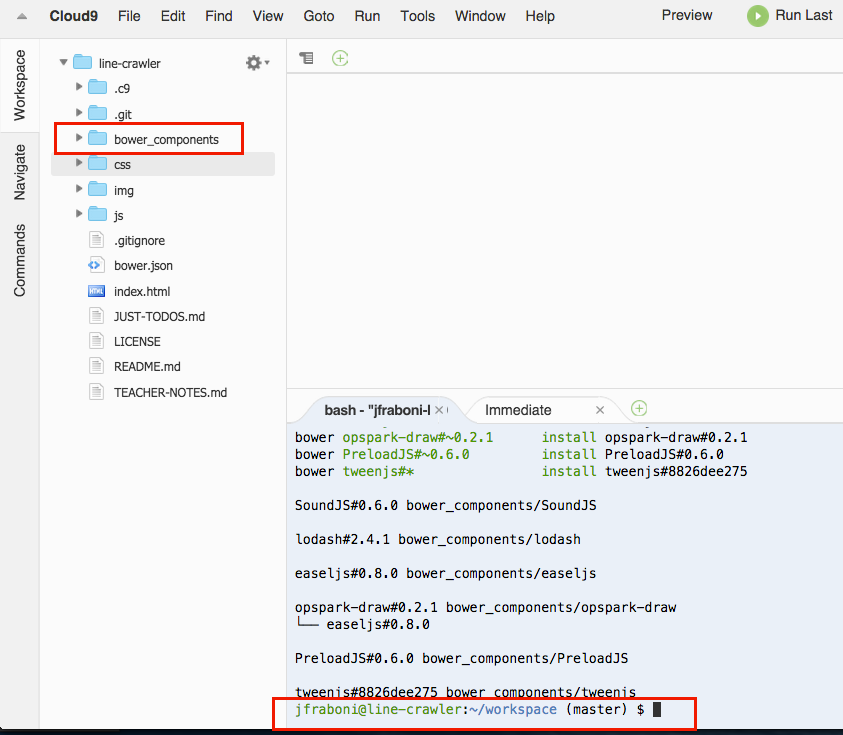 Cloud9 File Edit Find View Goto Run Tools Window Help Preview Run Last
Workspace
Navigate
Commands
line-crawler
.c9
.git
bower_components
css
img
js
.gitignore
bower.json
HTML index.html
JUST-TODOS.md
LICENSE
README.md
TEACHER-NOTES.md
bash - "jfraboni-l Immediate
bower opspark-draw#~0.2.1 install opspark-draw#0.2.1
bower PreloadJS#~0.6.0 install PreloadJS#0.6.0
bower tweenjs#* install tweenjs#8826dee275
SoundJS#0.6.0 bower_components/SoundJS
lodash#2.4.1 bower_components/lodash
easeljs#0.8.0 bower_components/easeljs
opspark-draw#0.2.1 bower_components/opspark-draw
└── easeljs#0.8.0
PreloadJS#0.6.0 bower_components/PreloadJS
tweenjs#8826dee275 bower_components/tweenjs
jfraboni@line-crawler:~/workspace (master) $